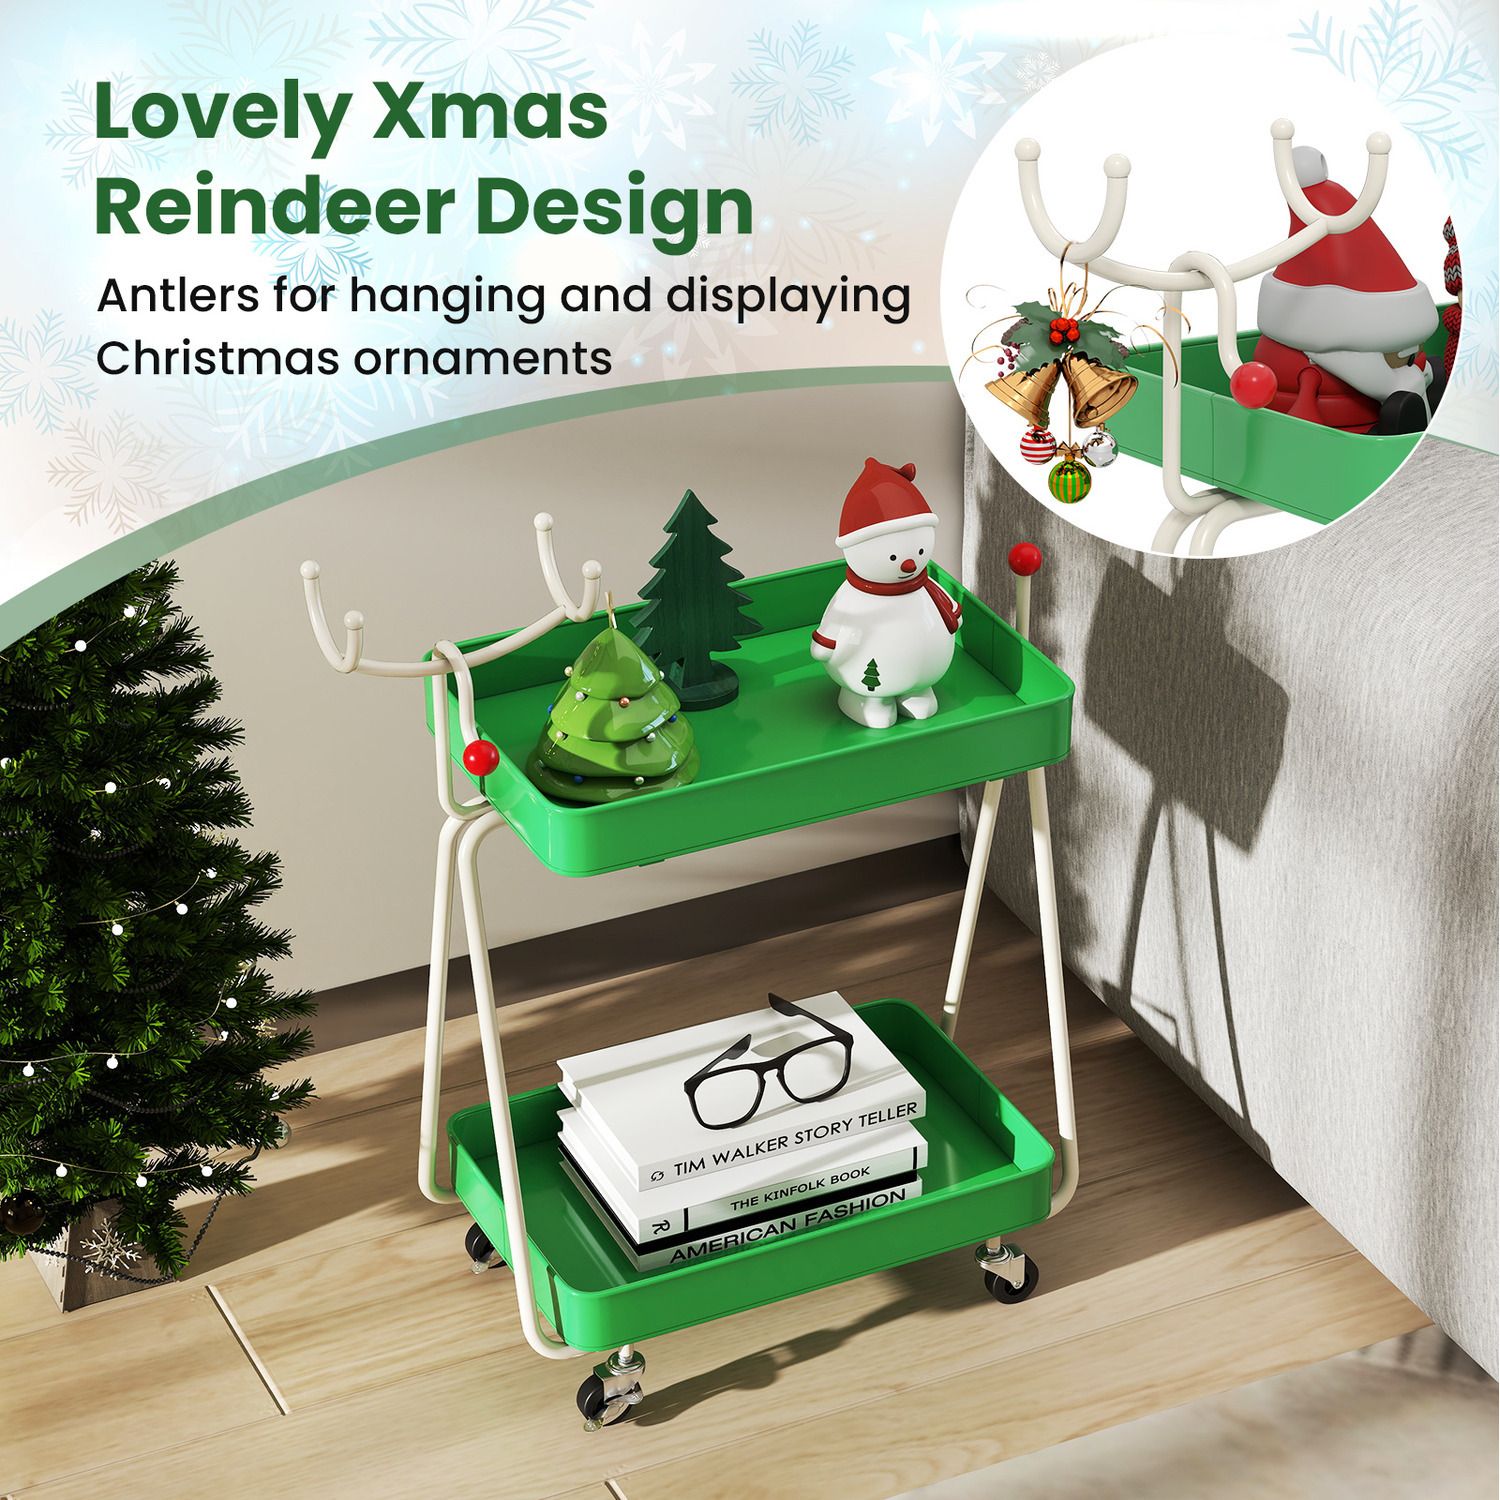 Lovely Xmas
Reindeer Design
Antlers for hanging and displaying
Christmas ornaments
TIM WALKER STORY TELLER
THE KINFOLK BOOK
R
AMERICAN FASHION